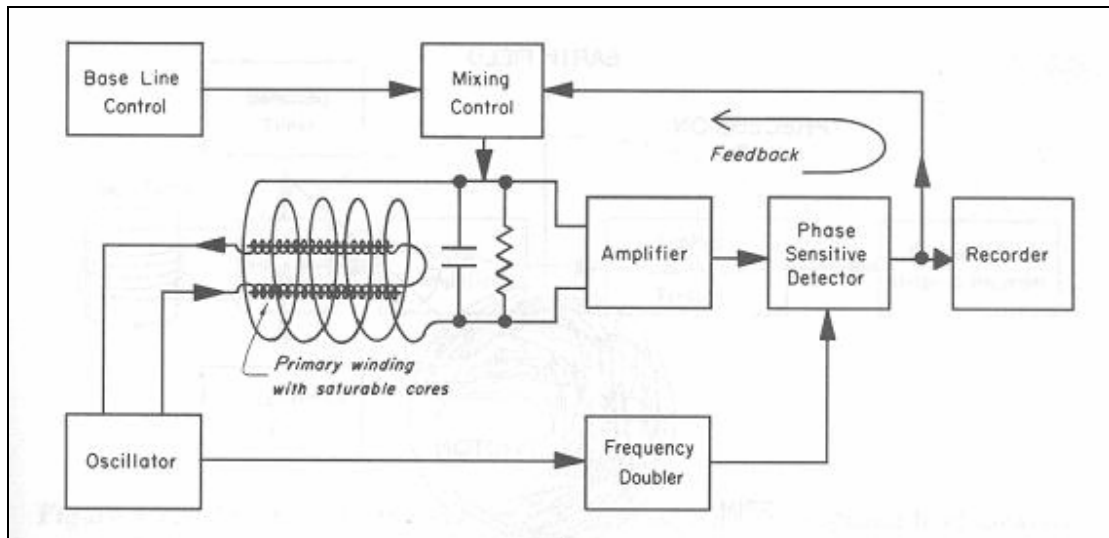 Base Line
Control
Mixing
Control
Feedback
Amplifier
Phase
Sensitive
Detector
Recorder
Primary winding
with saturable cores
Oscillator
Frequency
Doubler